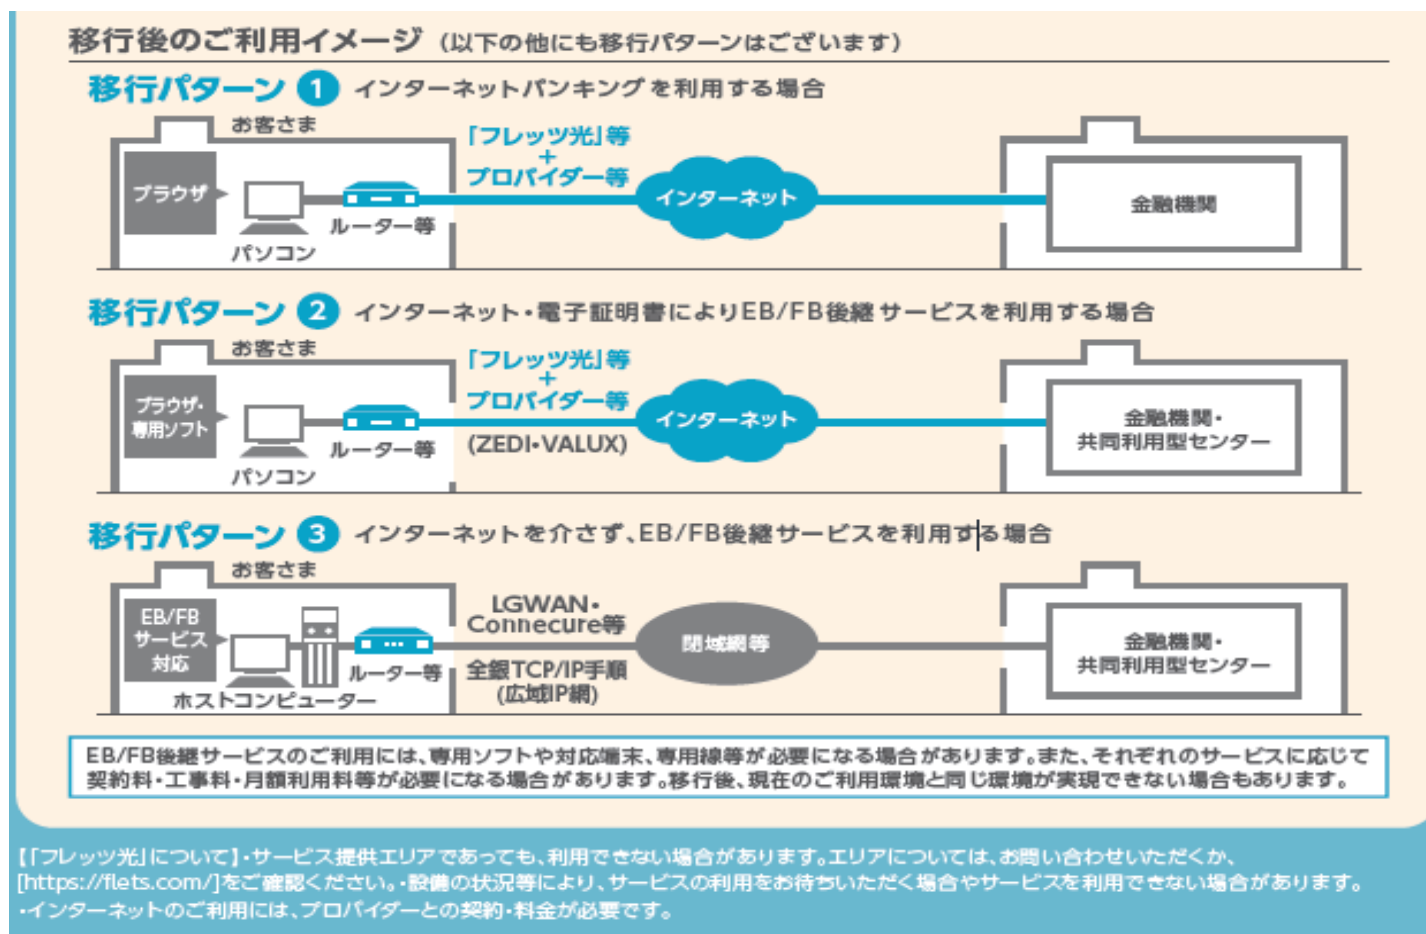 移行後のご利用イメージ（以下の他にも移行パターンはございます）
移行パターン 1 インターネットバンキングを利用する場合
お客さま
ブラウザ
パソコン
ルーター等
「フレッツ光」等
+
プロバイダー等
インターネット
金融機関
移行パターン 2 インターネット・電子証明書によりEB/FB後継サービスを利用する場合
お客さま
ブラウザ・
専用ソフト
パソコン
ルーター等
「フレッツ光」等
+
プロバイダー等
(ZEDI・VALUX)
インターネット
金融機関・
共同利用型センター
移行パターン 3 インターネットを介さず、EB/FB後継サービスを利用する場合
お客さま
EB/FB
サービス
対応
ホストコンピューター
ルーター等
LGWAN・
Connecure等
全銀TCP/IP手順
(広域IP網)
閉域網等
金融機関・
共同利用型センター
EB/FB後継サービスのご利用には、専用ソフトや対応端末、専用線等が必要になる場合があります。また、それぞれのサービスに応じて
契約料・工事料・月額利用料等が必要になる場合があります。移行後、現在のご利用環境と同じ環境が実現できない場合もあります。
【「フレッツ光」について】・サービス提供エリアであっても、利用できない場合があります。エリアについては、お問い合わせいただくか、
[https://flets.com/]をご確認ください。・設備の状況等により、サービスの利用をお待ちいただく場合やサービスを利用できない場合があります。
・インターネットのご利用には、プロバイダーとの契約・料金が必要です。